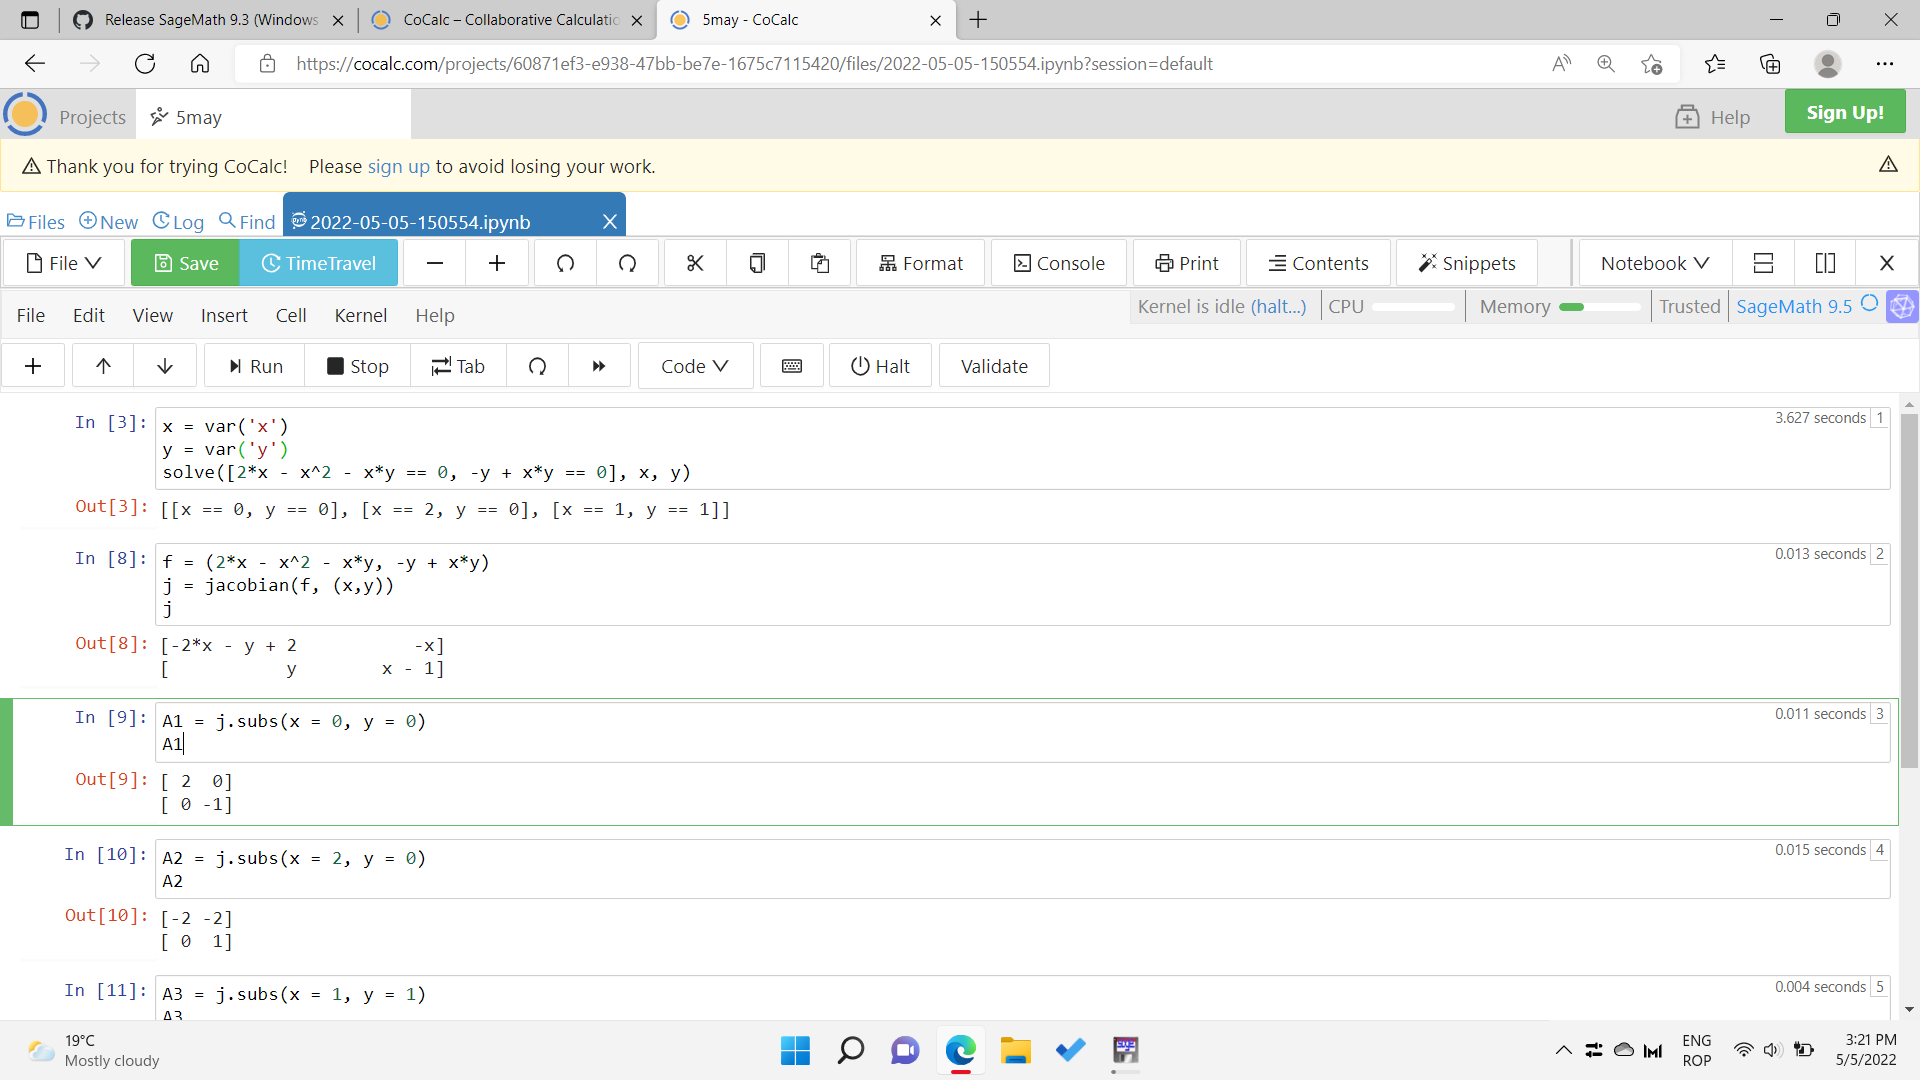 Release SageMath 9.3 (Windows
CoCalc – Collaborative Calculatio
5may - CoCalc
https://cocalc.com/projects/60871ef3-e938-47bb-be7e-1675c7115420/files/2022-05-05-150554.ipynb?session=default
Projects
5may
Help
Sign Up!
Thank you for trying CoCalc! Please sign up to avoid losing your work.
Files New Log Find 2022-05-05-150554.ipynb
File Save TimeTravel Format Console Print Contents Snippets Notebook
File Edit View Insert Cell Kernel Help
Kernel is idle (halt...) CPU Memory Trusted SageMath 9.5
Run Stop Tab Code Halt Validate
In [3]: x = var('x')
3.627 seconds 1
y = var('y')
solve([2*x - x^2 - x*y == 0, -y + x*y == 0], x, y)
Out[3]: [[x == 0, y == 0], [x == 2, y == 0], [x == 1, y == 1]]
In [8]: f = (2*x - x^2 - x*y, -y + x*y)
0.013 seconds 2
j = jacobian(f, (x,y))
j
Out[8]: [-2*x - y + 2 -x]
[ y x - 1]
In [9]: A1 = j.subs(x = 0, y = 0)
0.011 seconds 3
A1
Out[9]: [ 2 0]
[ 0 -1]
In [10]: A2 = j.subs(x = 2, y = 0)
0.015 seconds 4
A2
Out[10]: [-2 -2]
[ 0 1]
In [11]: A3 = j.subs(x = 1, y = 1)
0.004 seconds 5
A3
19°C
Mostly cloudy
ENG
ROP
3:21 PM
5/5/2022